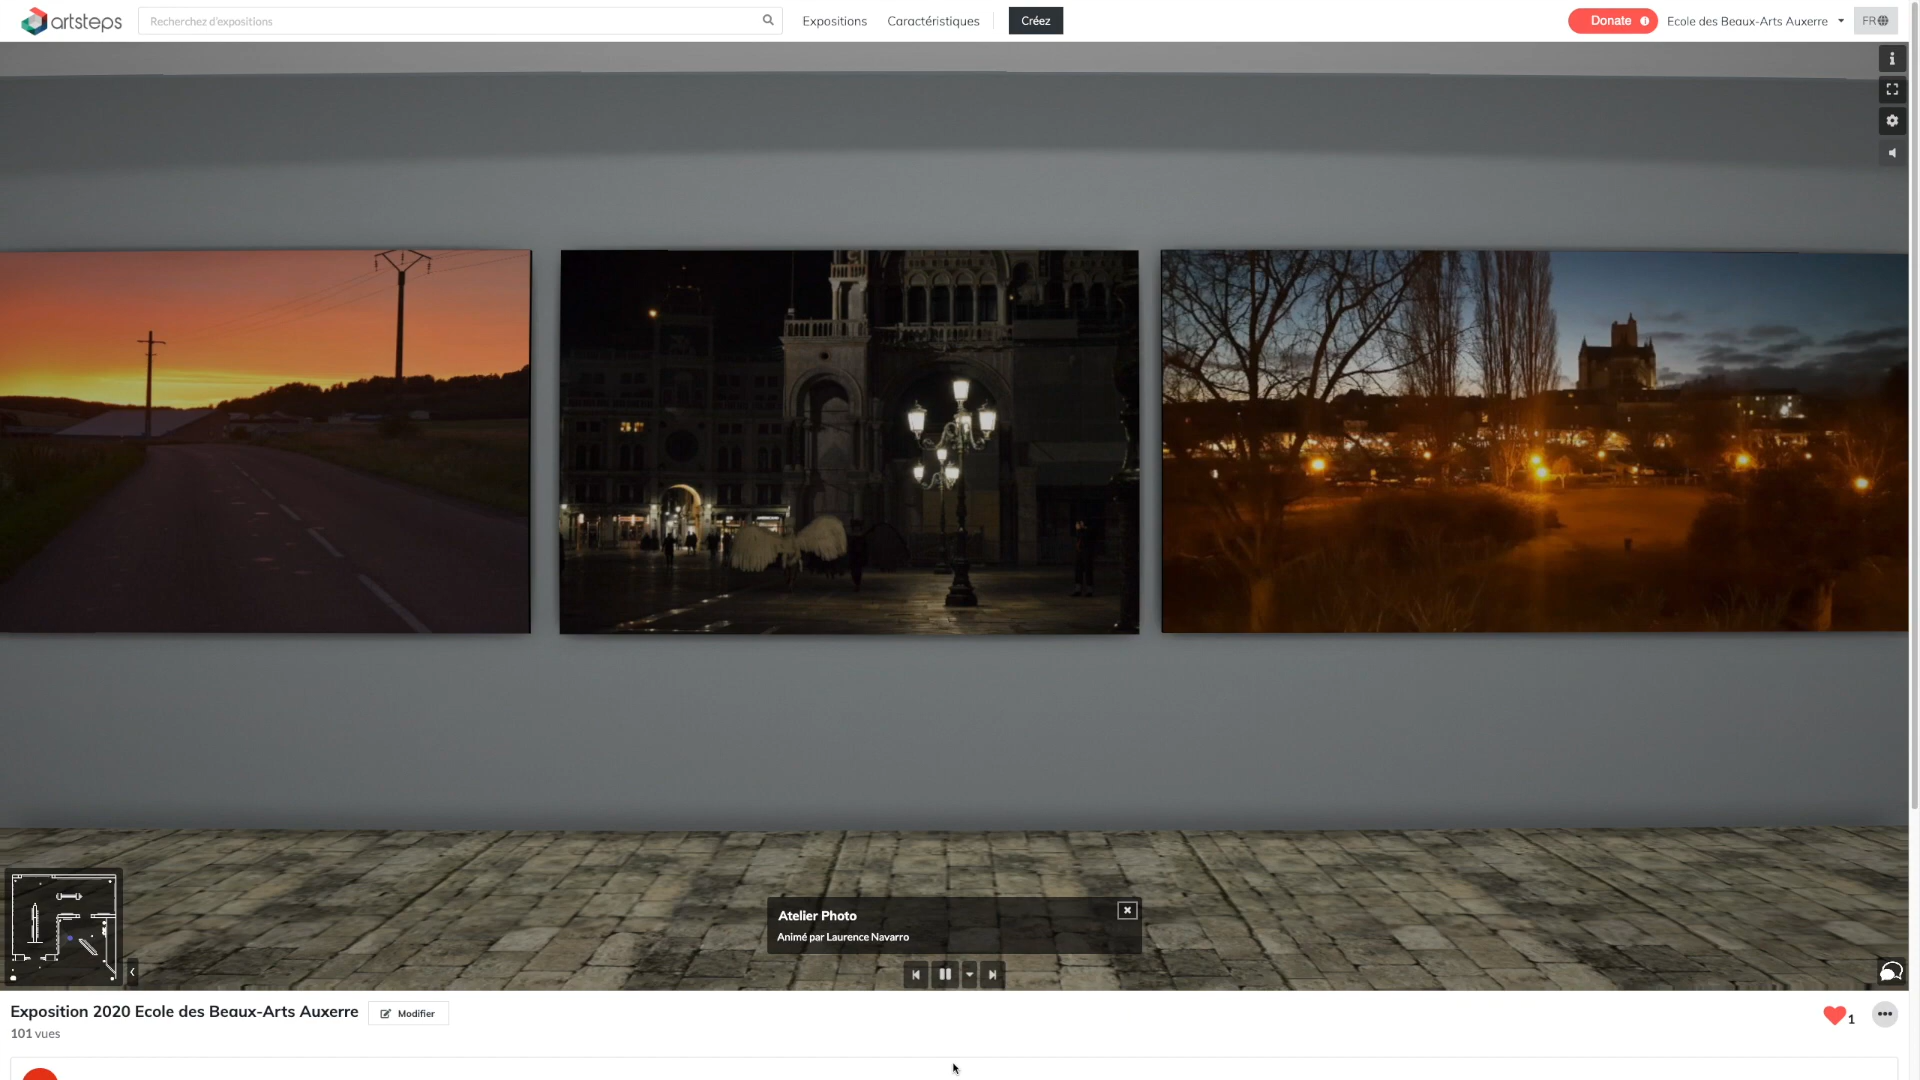 artsteps
Recherchez d'expositions
Expositions
Caractéristiques
Créez
Donate
Ecole des Beaux-Arts Auxerre
FR
Atelier Photo
Animé par Laurence Navarro
Exposition 2020 Ecole des Beaux-Arts Auxerre
Modifier
1
101 vues